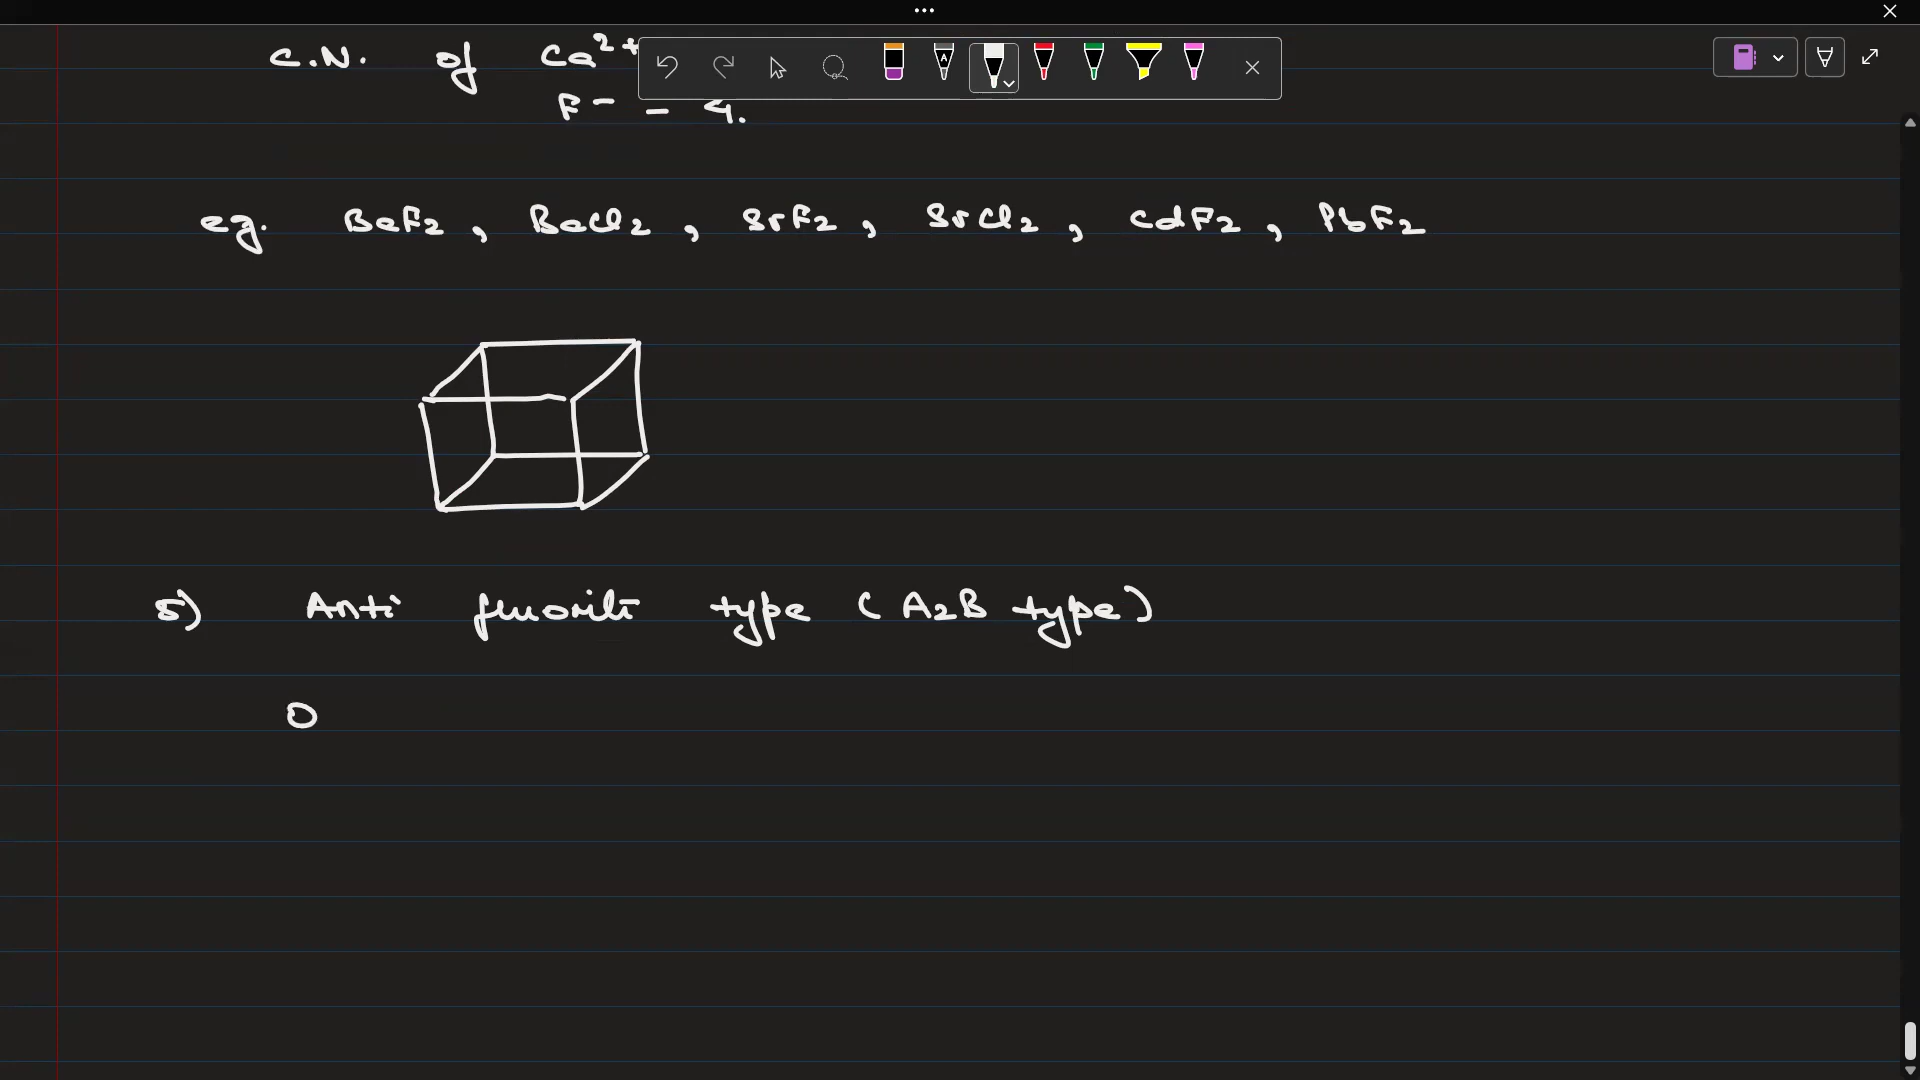 C.N. of Ca2+
F- - 4.
eg. BaF2, BaCl2, SrF2, SrCl2, CdF2, PbF2
5) Anti fluorite type (A2B type)
O